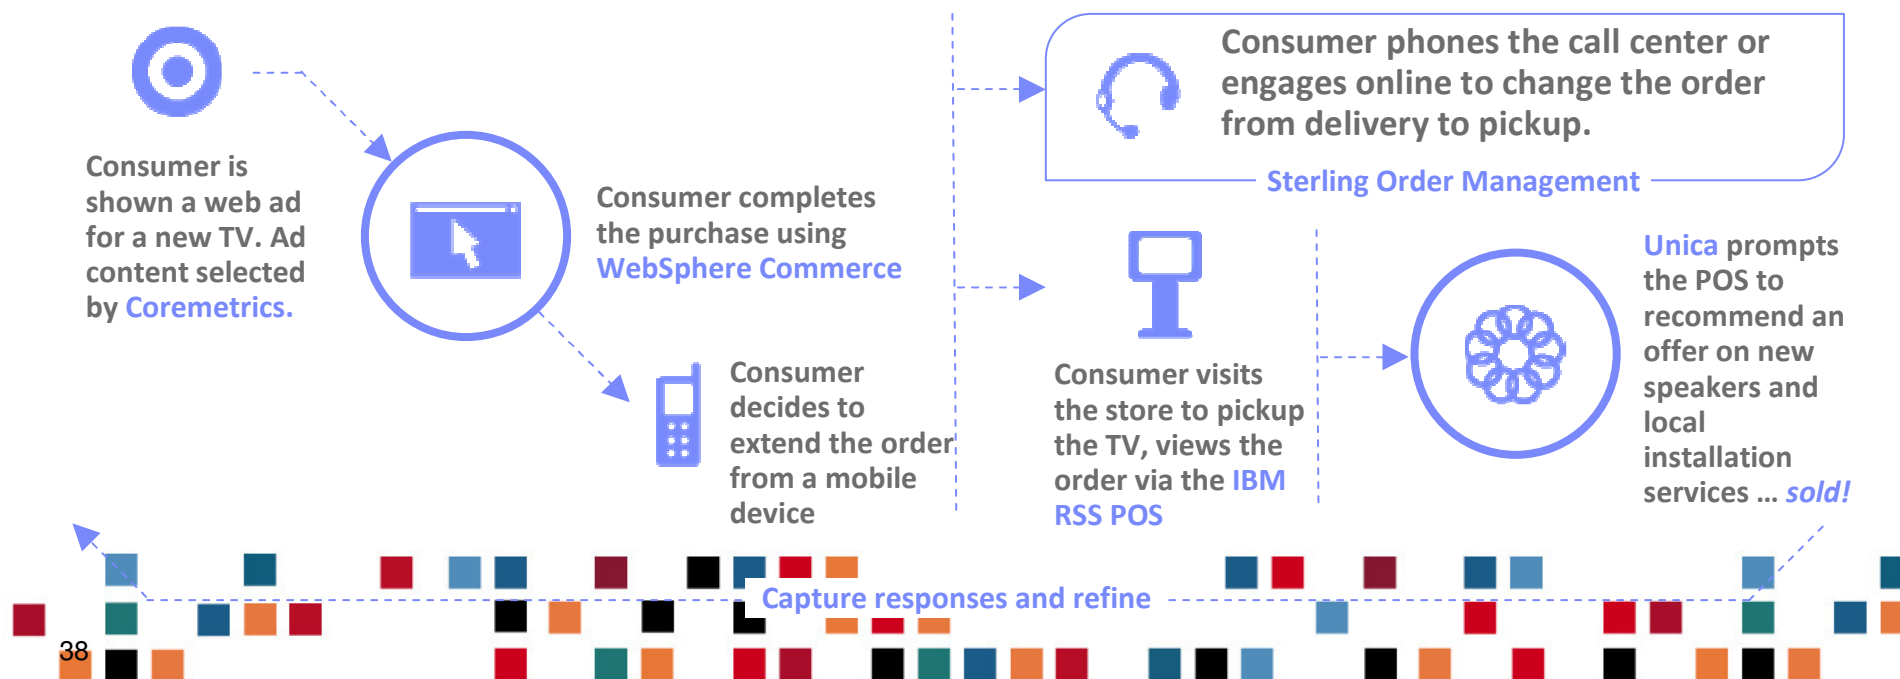 Consumer is
shown a web ad
for a new TV. Ad
content selected
by Coremetrics.
Consumer completes
the purchase using
WebSphere Commerce
Consumer
decides to
extend the order
from a mobile
device
Consumer phones the call center or
engages online to change the order
from delivery to pickup.
Sterling Order Management
Consumer visits
the store to pickup
the TV, views the
order via the IBM
RSS POS
Unica prompts
the POS to
recommend an
offer on new
speakers and
local
installation
services ... sold!
Capture responses and refine
38